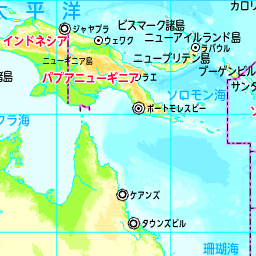 太平洋
カロリ
ジャヤプラ
ビスマーク諸島
インドネシア
ウェワク
ニューアイルランド島
ラバウル
諸島
ニューギニア島
ニューブリテン島
パプアニューギニア
ラエ
ブーゲンビル
サンタ
ソロモン海
ポートモレスビー
フラ海
ケアンズ
タウンズビル
珊瑚海